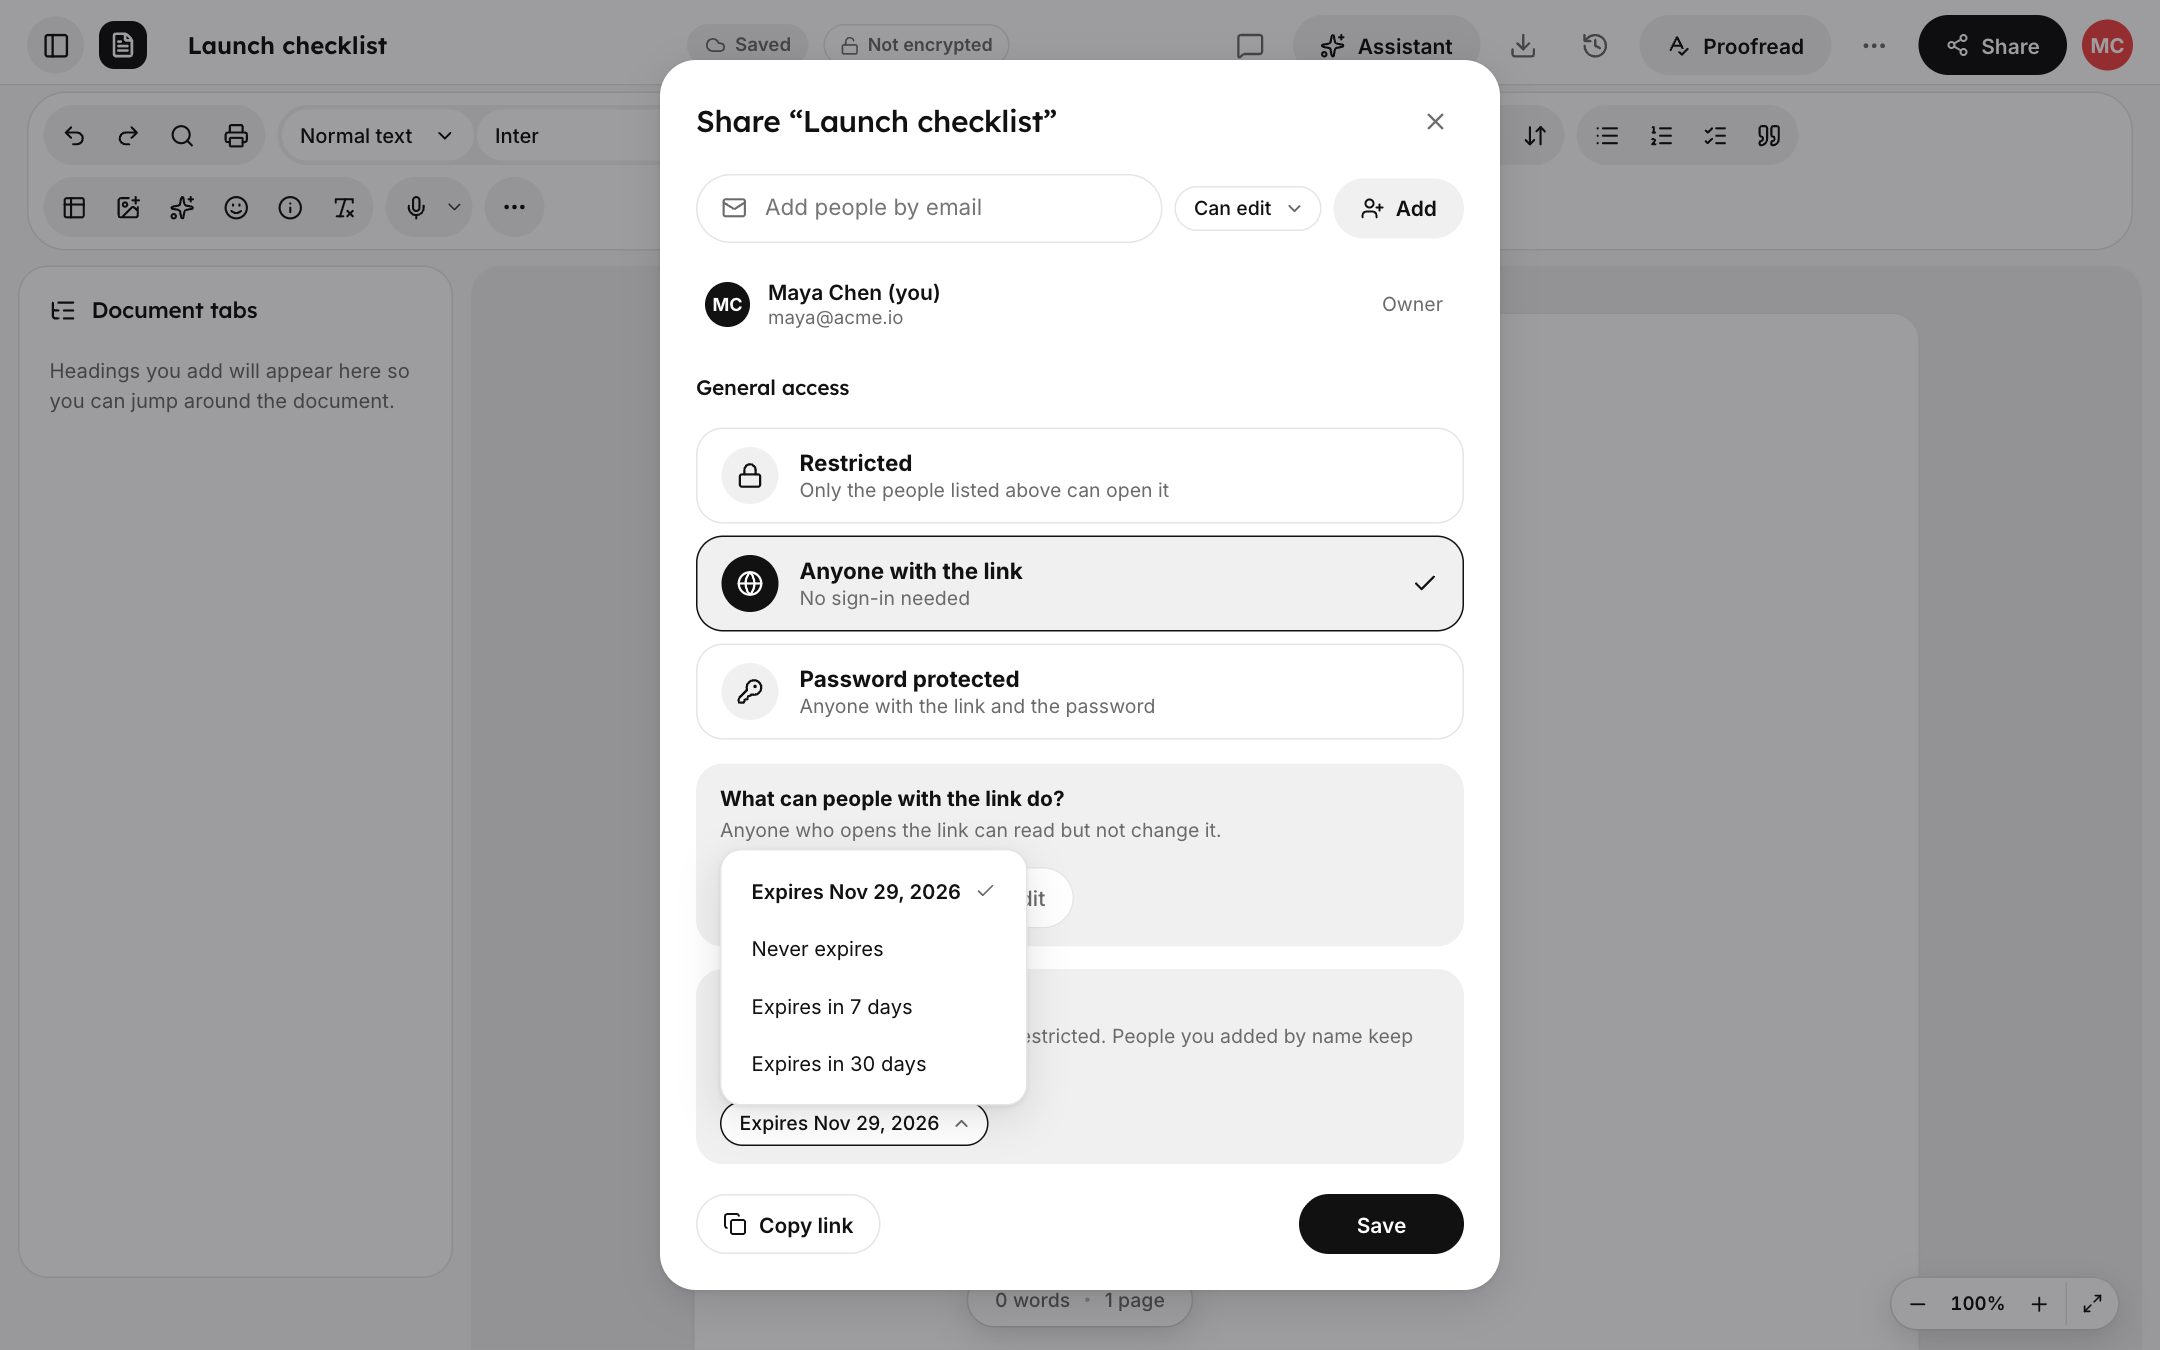 Launch checklist
Saved
Not encrypted
Assistant
Proofread
Share
MC
Normal text
Inter
Document tabs
Headings you add will appear here so
you can jump around the document.
Share “Launch checklist”
Add people by email
Can edit
Add
MC
Maya Chen (you)
maya@acme.io
Owner
General access
Restricted
Only the people listed above can open it
Anyone with the link
No sign-in needed
Password protected
Anyone with the link and the password
What can people with the link do?
Anyone who opens the link can read but not change it.
Expires Nov 29, 2026
Never expires
Expires in 7 days
People you added by name keep
Expires in 30 days
Expires Nov 29, 2026
Copy link
Save
0 words • 1 page
100%